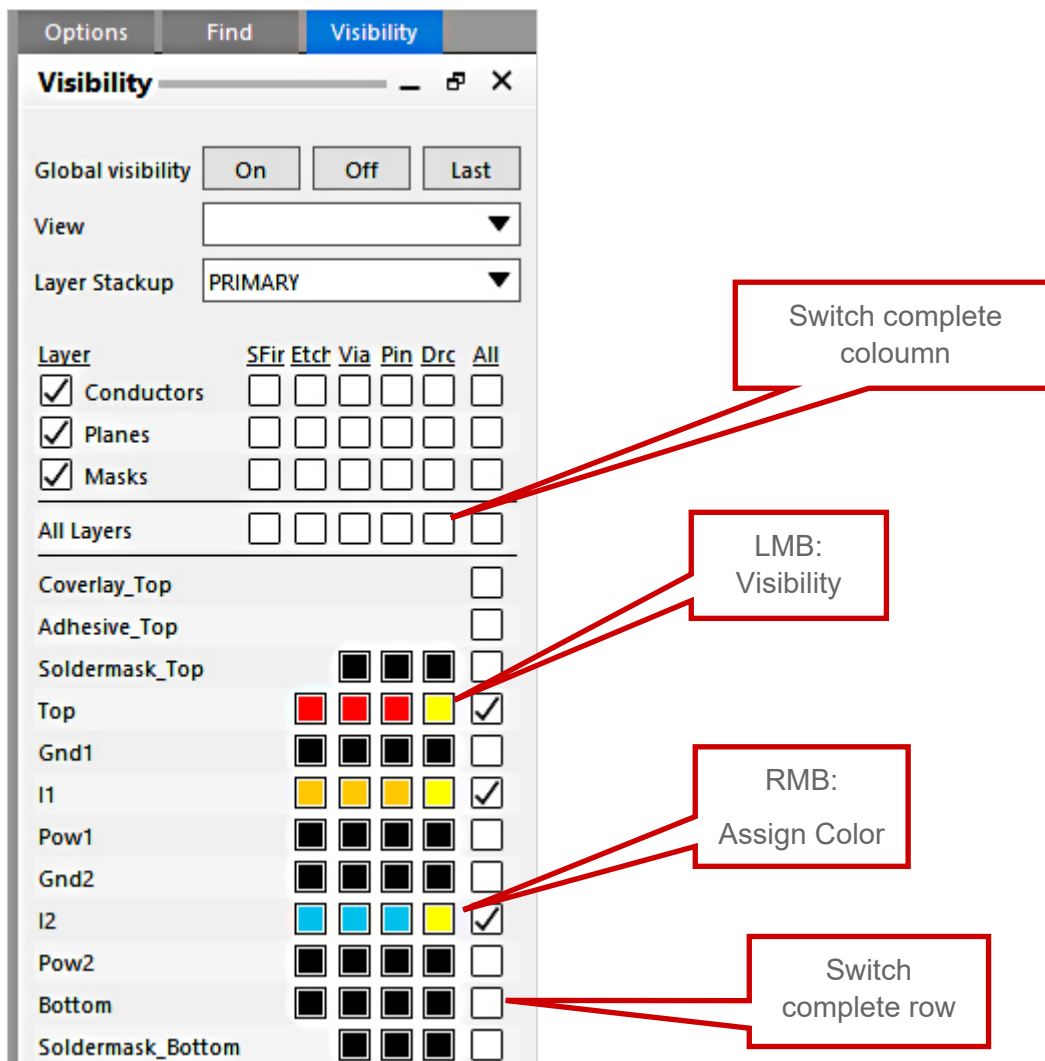 Options Find Visibility
Visibility
Global visibility On Off Last
View
Layer Stackup PRIMARY
Layer SFir Etch Via Pin Drc All
Conductors
Planes
Masks
All Layers
Coverlay_Top
Adhesive_Top
Soldermask_Top
Top
Gnd1
I1
Pow1
Gnd2
I2
Pow2
Bottom
Soldermask_Bottom
Switch complete
coloumn
LMB:
Visibility
RMB:
Assign Color
Switch
complete row